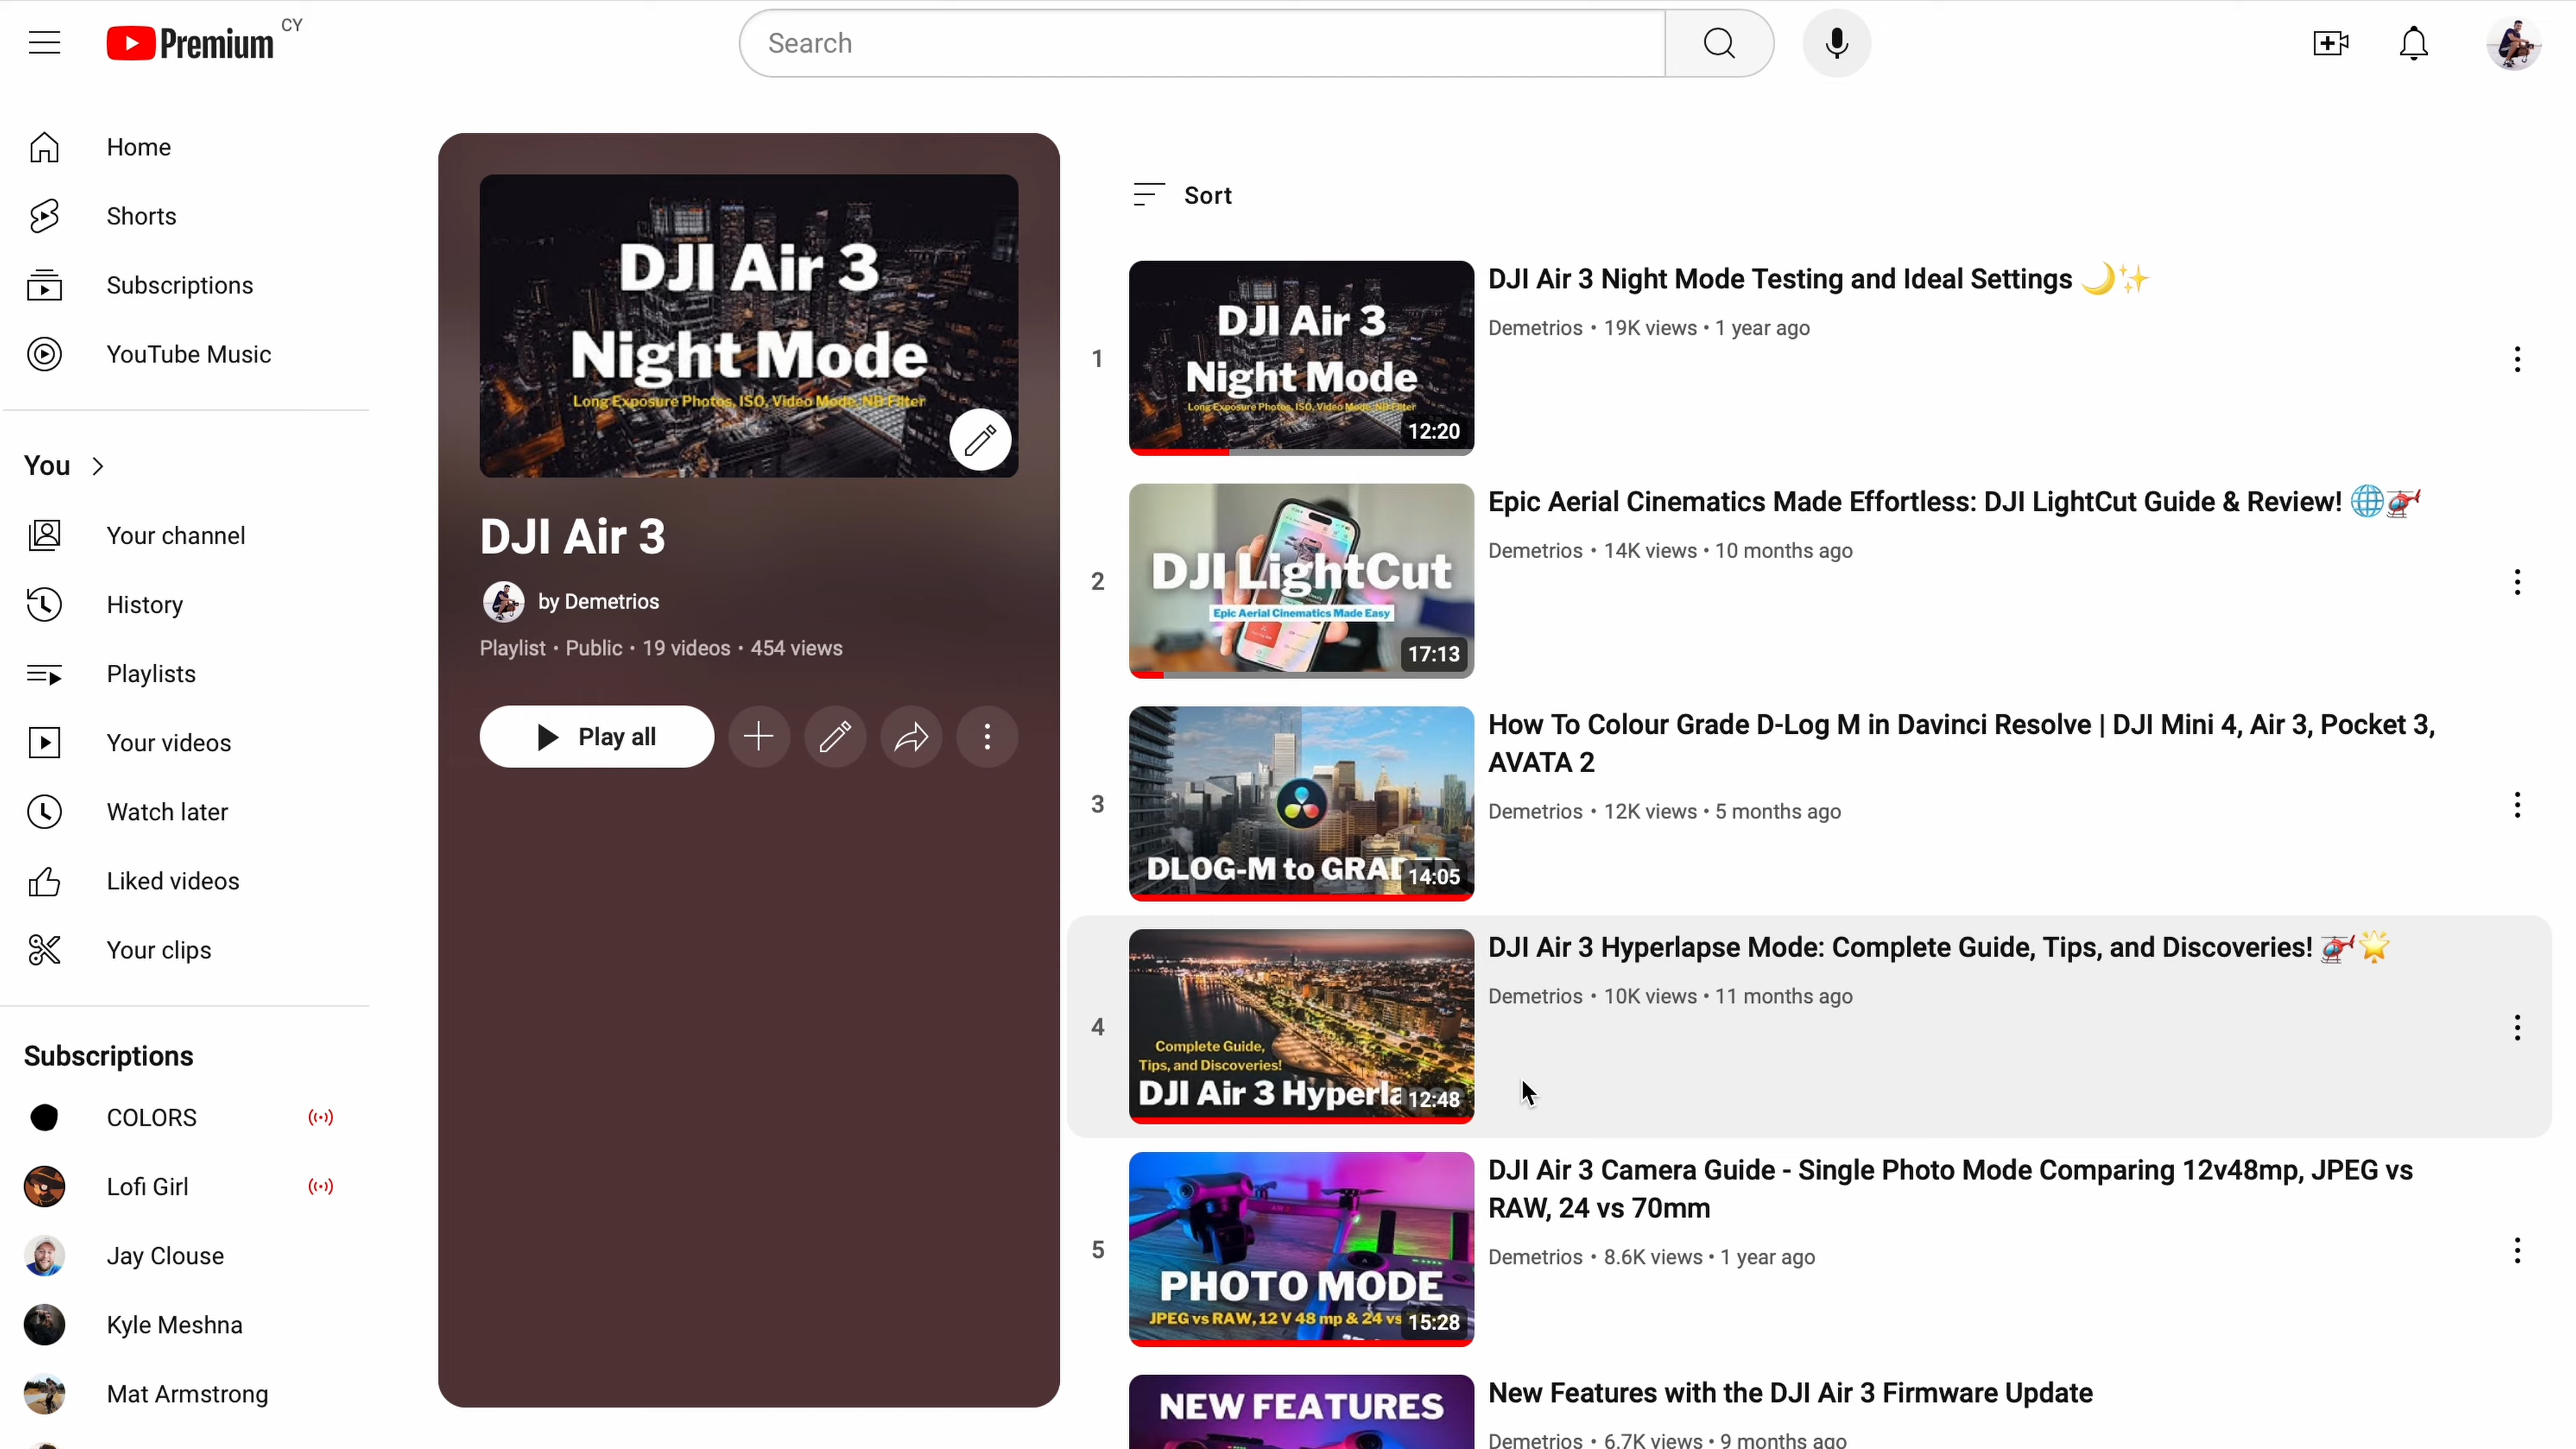 Premium CY
Search
Home
Shorts
Subscriptions
YouTube Music
You
Your channel
History
Playlists
Your videos
Watch later
Liked videos
Your clips
Subscriptions
COLORS
Lofi Girl
Jay Clouse
Kyle Meshna
Mat Armstrong
DJI Air 3
Night Mode
Long Exposure Photos, ISO, Video Mode, ND Filter
DJI Air 3
by Demetrios
Playlist • Public • 19 videos • 454 views
Play all
Sort
1
DJI Air 3
Night Mode
Long Exposure Photos, ISO, Video Mode, ND Filter
12:20
DJI Air 3 Night Mode Testing and Ideal Settings 🌙✨
Demetrios • 19K views • 1 year ago
2
DJI LightCut
Epic Aerial Cinematics Made Easy
17:13
Epic Aerial Cinematics Made Effortless: DJI LightCut Guide & Review! 🌐🚁
Demetrios • 14K views • 10 months ago
3
DLOG-M to GRADED
14:05
How To Colour Grade D-Log M in Davinci Resolve | DJI Mini 4, Air 3, Pocket 3,
AVATA 2
Demetrios • 12K views • 5 months ago
4
Complete Guide,
Tips, and Discoveries!
DJI Air 3 Hyperla
12:48
DJI Air 3 Hyperlapse Mode: Complete Guide, Tips, and Discoveries! 🚁🌟
Demetrios • 10K views • 11 months ago
5
PHOTO MODE
JPEG vs RAW, 12 V 48 mp & 24 vs
15:28
DJI Air 3 Camera Guide - Single Photo Mode Comparing 12v48mp, JPEG vs
RAW, 24 vs 70mm
Demetrios • 8.6K views • 1 year ago
NEW FEATURES
New Features with the DJI Air 3 Firmware Update
Demetrios • 6.7K views • 9 months ago